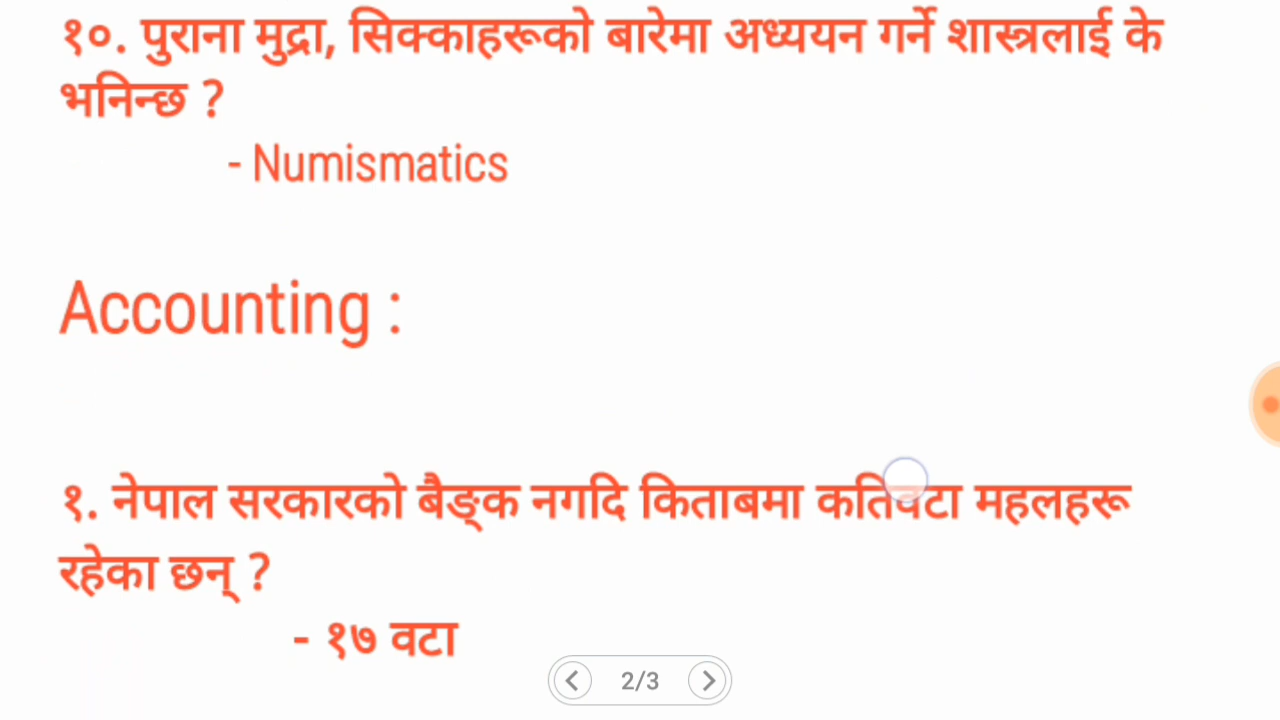 १०. पुराना मुद्रा, सिक्काहरूको बारेमा अध्ययन गर्ने शास्त्रलाई के
भनिन्छ ?
- Numismatics
Accounting :
१. नेपाल सरकारको बैङ्क नगदि किताबमा कतिवटा महलहरू
रहेका छन् ?
- १७ वटा
2/3